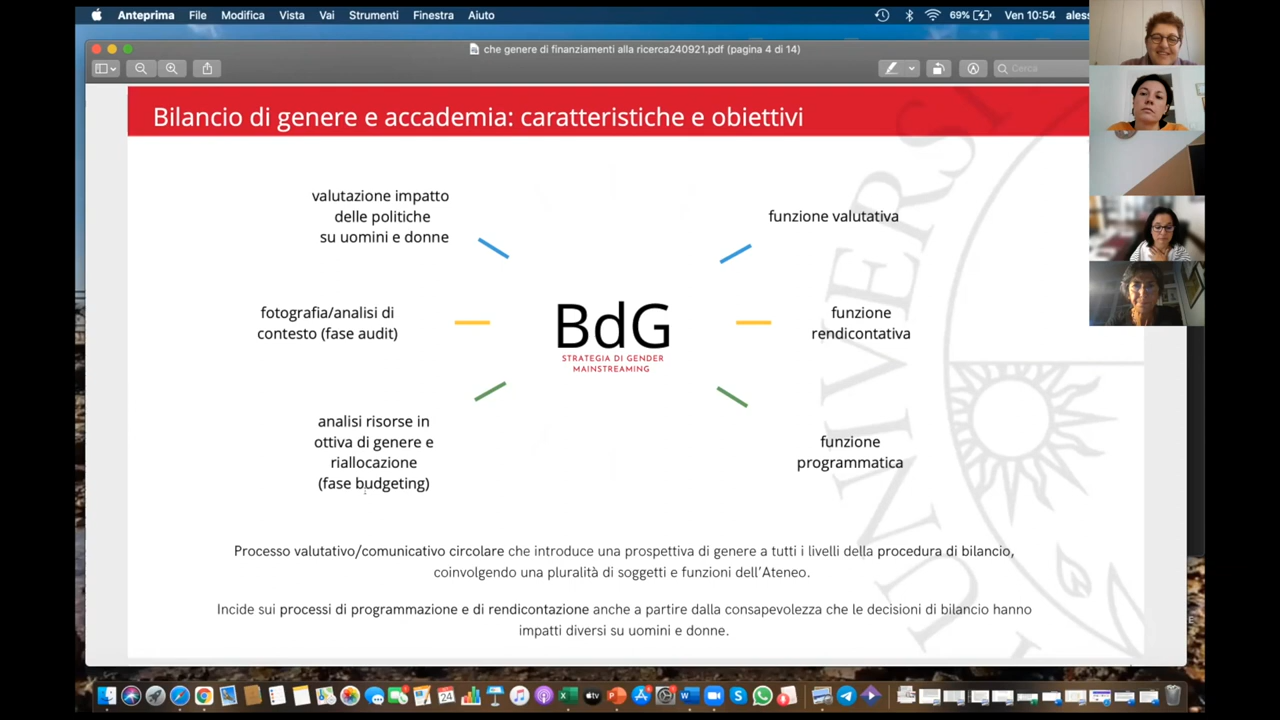 Anteprima File Modifica Vista Vai Strumenti Finestra Aiuto 69% Ven 10:54 aless
che genere di finanziamenti alla ricerca240921.pdf (pagina 4 di 14)
Cerca
Bilancio di genere e accademia: caratteristiche e obiettivi
valutazione impatto
delle politiche
su uomini e donne
funzione valutativa
fotografia/analisi di
contesto (fase audit)
BdG
STRATEGIA DI GENDER
MAINSTREAMING
funzione
rendicontativa
analisi risorse in
ottiva di genere e
riallocazione
(fase budgeting)
funzione
programmatica
Processo valutativo/comunicativo circolare che introduce una prospettiva di genere a tutti i livelli della procedura di bilancio,
coinvolgendo una pluralità di soggetti e funzioni dell'Ateneo.
Incide sui processi di programmazione e di rendicontazione anche a partire dalla consapevolezza che le decisioni di bilancio hanno
impatti diversi su uomini e donne.
UNIVERSI
24